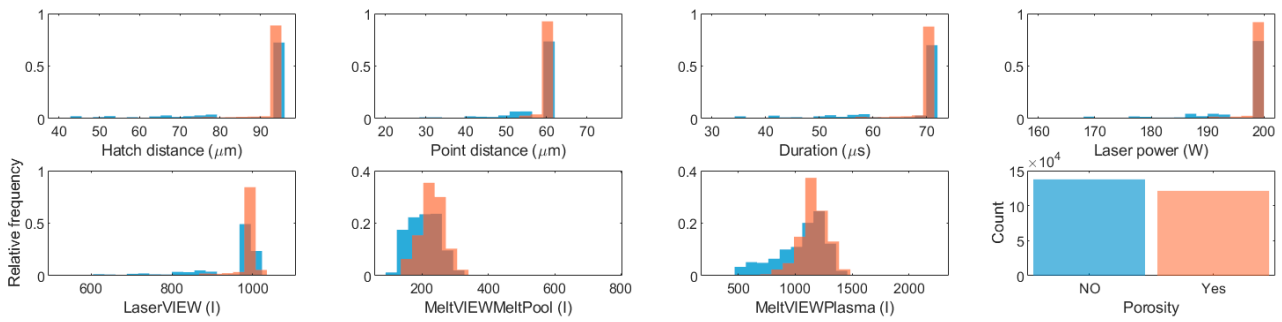 1
0.5
0
40 50 60 70 80 90
Hatch distance (μm)
1
0.5
0
20 30 40 50 60 70
Point distance (μm)
1
0.5
0
30 40 50 60 70
Duration (μs)
1
0.5
0
160 170 180 190 200
Laser power (W)
Relative frequency
1
0.5
0
600 800 1000
LaserVIEW (I)
0.4
0.2
0
200 400 600 800
MeltVIEWMeltPool (I)
0.4
0.2
0
500 1000 1500 2000
MeltVIEWPlasma (I)
×10⁴
Count
15
10
5
0
NO Yes
Porosity